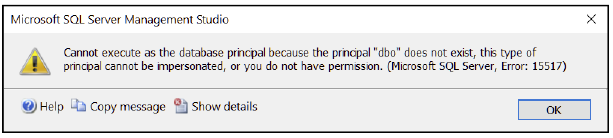 Microsoft SQL Server Management Studio
Cannot execute as the database principal because the principal "dbo" does not exist, this type of
principal cannot be impersonated, or you do not have permission. (Microsoft SQL Server, Error: 15517)
Help Copy message Show details
OK